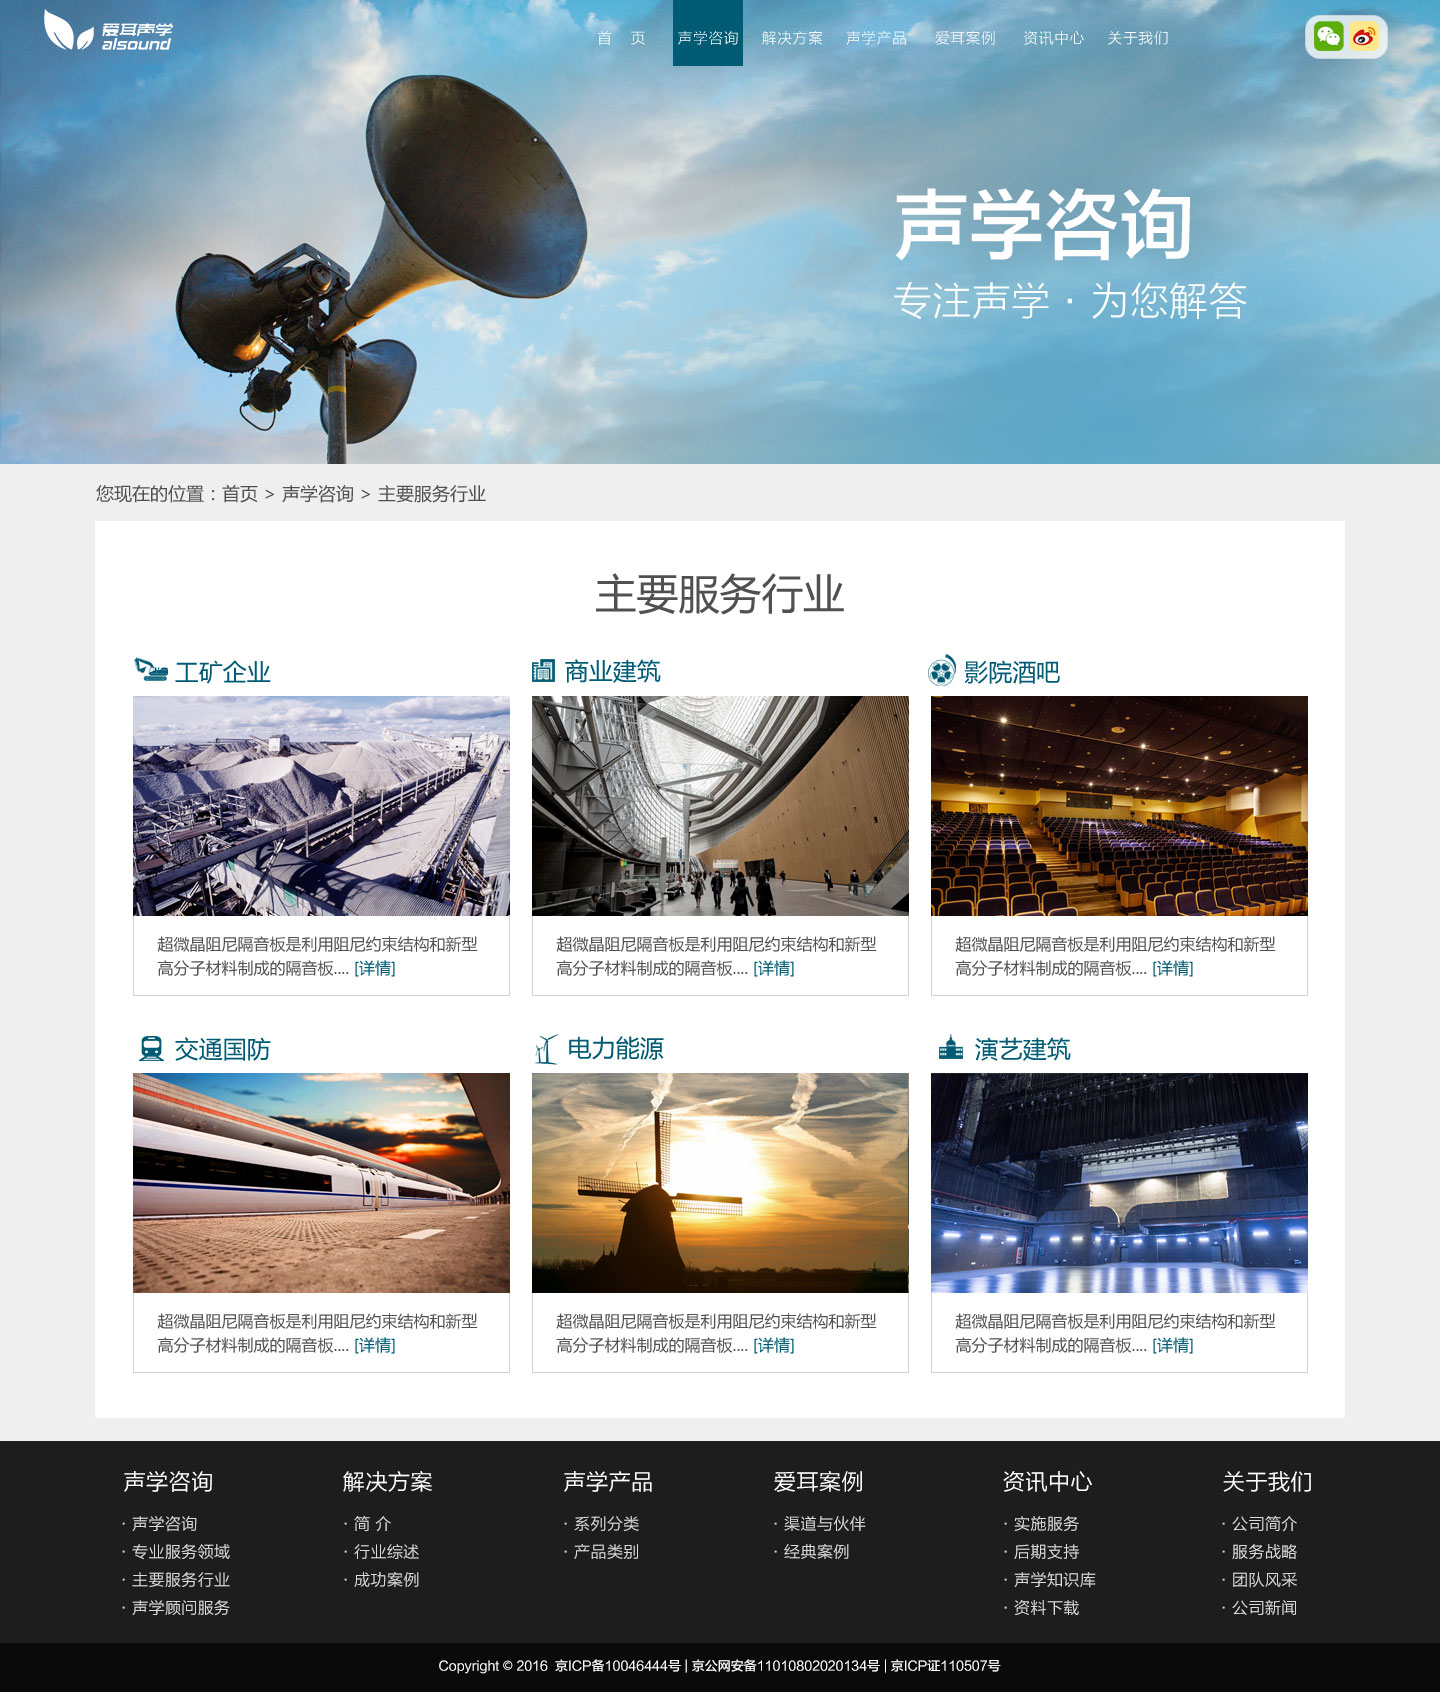 爱耳声学
alsound
首 页 声学咨询 解决方案 声学产品 爱耳案例 资讯中心 关于我们
声学咨询
专注声学 · 为您解答
您现在的位置：首页 > 声学咨询 > 主要服务行业
主要服务行业
工矿企业
商业建筑
影院酒吧
超微晶阻尼隔音板是利用阻尼约束结构和新型
高分子材料制成的隔音板.... [详情]
超微晶阻尼隔音板是利用阻尼约束结构和新型
高分子材料制成的隔音板.... [详情]
超微晶阻尼隔音板是利用阻尼约束结构和新型
高分子材料制成的隔音板.... [详情]
交通国防
电力能源
演艺建筑
超微晶阻尼隔音板是利用阻尼约束结构和新型
高分子材料制成的隔音板.... [详情]
超微晶阻尼隔音板是利用阻尼约束结构和新型
高分子材料制成的隔音板.... [详情]
超微晶阻尼隔音板是利用阻尼约束结构和新型
高分子材料制成的隔音板.... [详情]
声学咨询
· 声学咨询
· 专业服务领域
· 主要服务行业
· 声学顾问服务
解决方案
· 简 介
· 行业综述
· 成功案例
声学产品
· 系列分类
· 产品类别
爱耳案例
· 渠道与伙伴
· 经典案例
资讯中心
· 实施服务
· 后期支持
· 声学知识库
· 资料下载
关于我们
· 公司简介
· 服务战略
· 团队风采
· 公司新闻
Copyright © 2016 京ICP备10046444号 | 京公网安备11010802020134号 | 京ICP证110507号